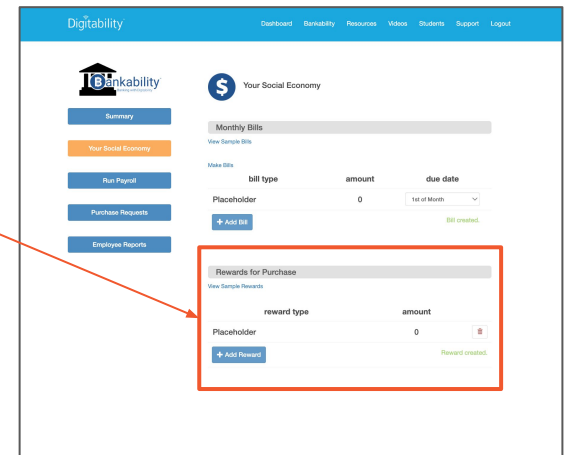 Digitability
Dashboard Bankability Resources Videos Students Support Logout
Bankability
Your Social Economy
Summary
Your Social Economy
Run Payroll
Purchase Requests
Employee Reports
Monthly Bills
View Sample Bills
Make Bills
bill type amount due date
Placeholder 0 1st of Month
+ Add Bill Bill created.
Rewards for Purchase
View Sample Rewards
reward type amount
Placeholder 0
+ Add Reward Reward created.